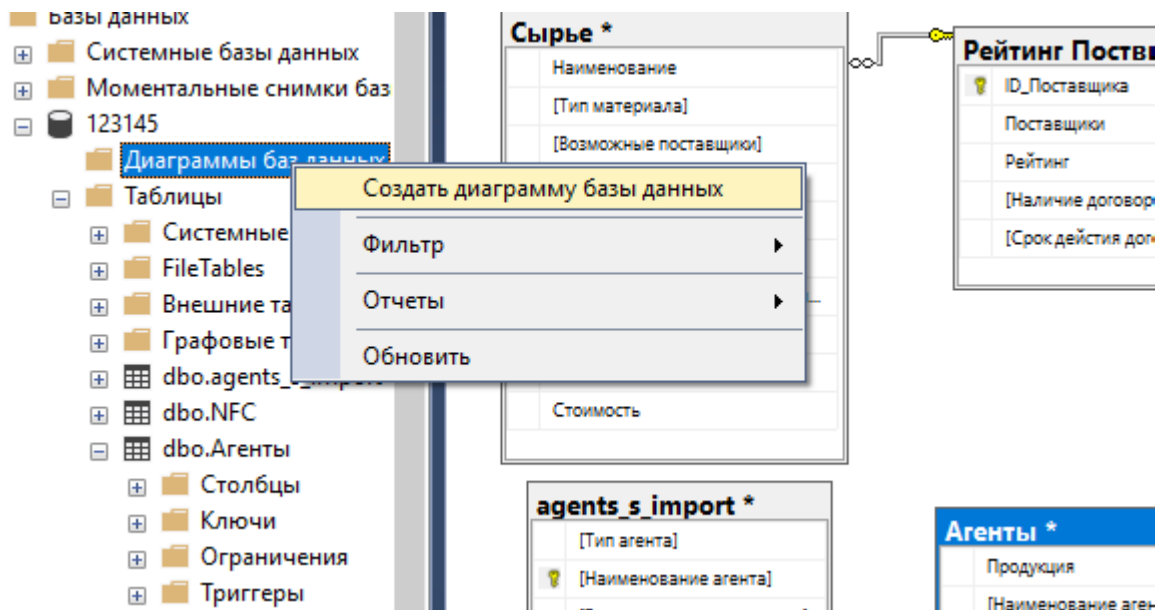 Базы данных
Системные базы данных
Моментальные снимки баз
123145
Диаграммы баз данных
Таблицы
Системные
FileTables
Внешние та
Графовые т
dbo.agents_s_import
dbo.NFC
dbo.Агенты
Столбцы
Ключи
Ограничения
Триггеры
Создать диаграмму базы данных
Фильтр
Отчеты
Обновить
Сырье *
Наименование
[Тип материала]
[Возможные поставщики]
Стоимость
Рейтинг Поств
ID_Поставщика
Поставщики
Рейтинг
[Наличие договор
[Срок дейстия дог
agents_s_import *
[Тип агента]
[Наименование агента]
Агенты *
Продукция
[Наименование аген